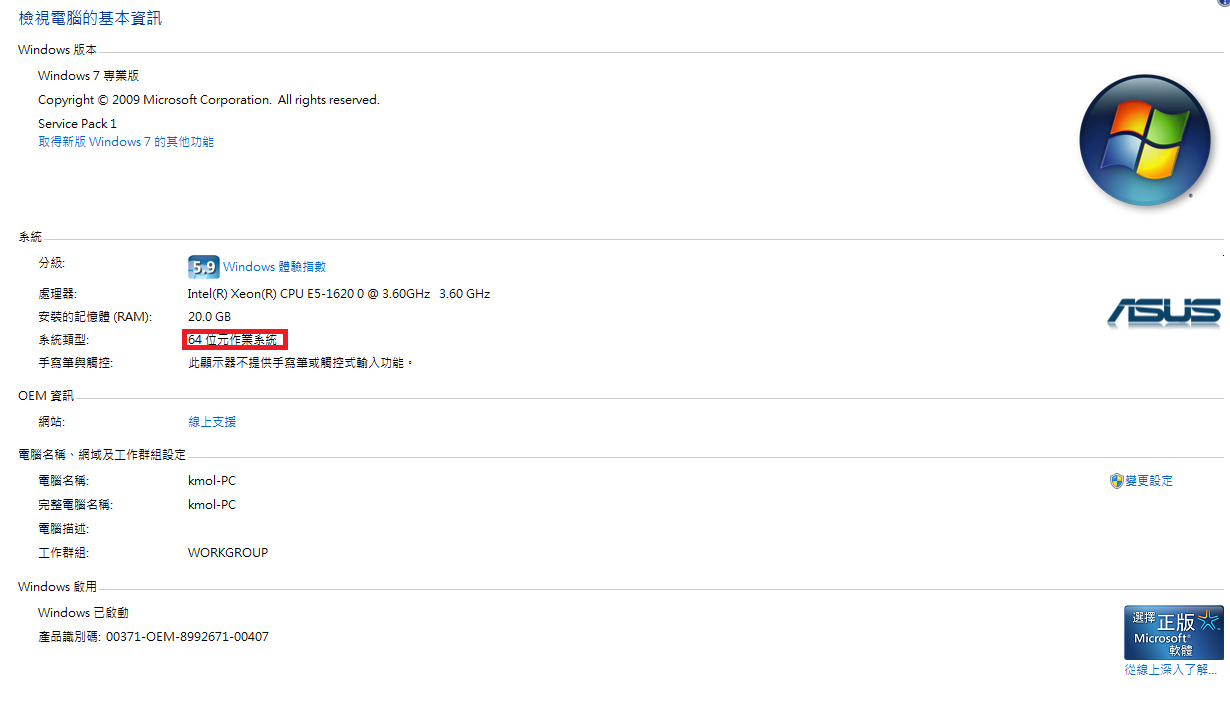 檢視電腦的基本資訊
Windows 版本
Windows 7 專業版
Copyright © 2009 Microsoft Corporation. All rights reserved.
Service Pack 1
取得新版 Windows 7 的其他功能
系統
分級: 5.9 Windows 體驗指數
處理器: Intel(R) Xeon(R) CPU E5-1620 0 @ 3.60GHz 3.60 GHz
安裝的記憶體 (RAM): 20.0 GB
系統類型: 64 位元作業系統
手寫筆與觸控: 此顯示器不提供手寫筆或觸控式輸入功能。
ASUS
OEM 資訊
網站: 線上支援
電腦名稱、網域及工作群組設定
電腦名稱: kmol-PC 變更設定
完整電腦名稱: kmol-PC
電腦描述:
工作群組: WORKGROUP
Windows 啟用
Windows 已啟動
產品識別碼: 00371-OEM-8992671-00407
選擇 正版
Microsoft®
軟體
從線上深入了解...